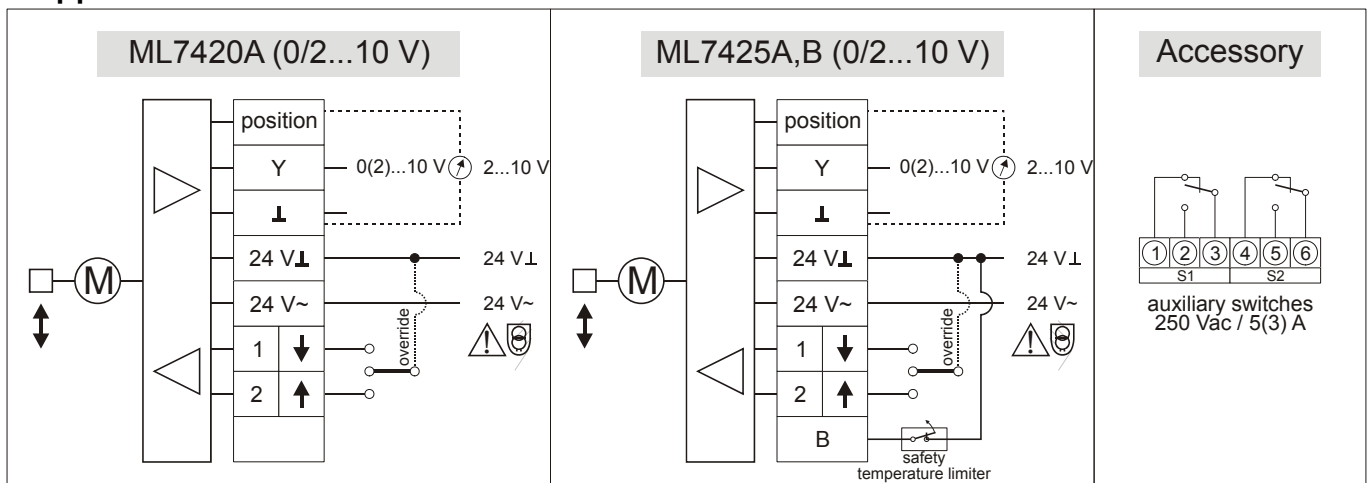 ML7420A (0/2...10 V)
position
Y
0(2)...10 V
2...10 V
⊥
24 V⊥
24 V⊥
24 V~
24 V~
1
2
override
M
ML7425A,B (0/2...10 V)
position
Y
0(2)...10 V
2...10 V
⊥
24 V⊥
24 V⊥
24 V~
24 V~
1
2
override
B
M
safety
temperature limiter
Accessory
1 2 3 4 5 6
S1 S2
auxiliary switches
250 Vac / 5(3) A